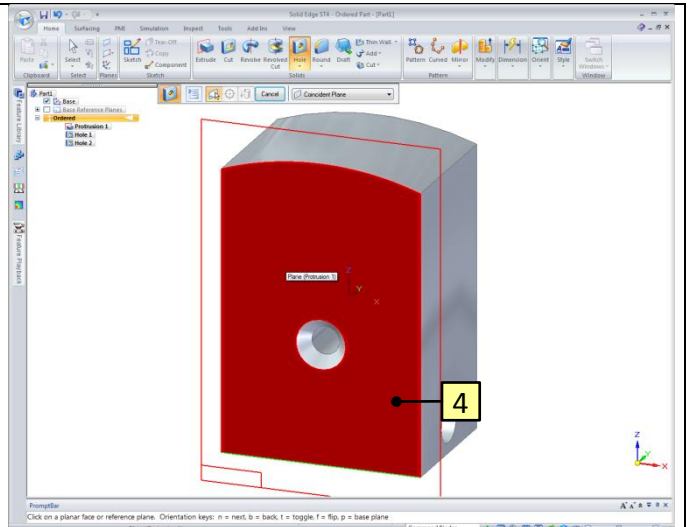 Solid Edge ST4 - Ordered Part - [Part1]
Home Surfacing PMI Simulation Inspect Tools Add Ins View
Paste
Select
Sketch
Trim-Off
Copy
Component
Extrude Cut Revolve Revolved Cut Hole Round Draft
Thin Wall
Add
Cut
Pattern Curved Mirror
Modify Dimension Orient Style
Switch Windows
Clipboard Select Planes Sketch Solids Pattern Window
Part1
Base
Base Reference Planes
Ordered
Protrusion 1
Hole 1
Hole 2
Cancel Coincident Plane
Feature Library
Feature Playback
Plane (Protrusion 1)
Z
Y
X
4
Z
Y
X
PromptBar
Click on a planar face or reference plane. Orientation keys: n = next, b = back, t = toggle, f = flip, p = base plane